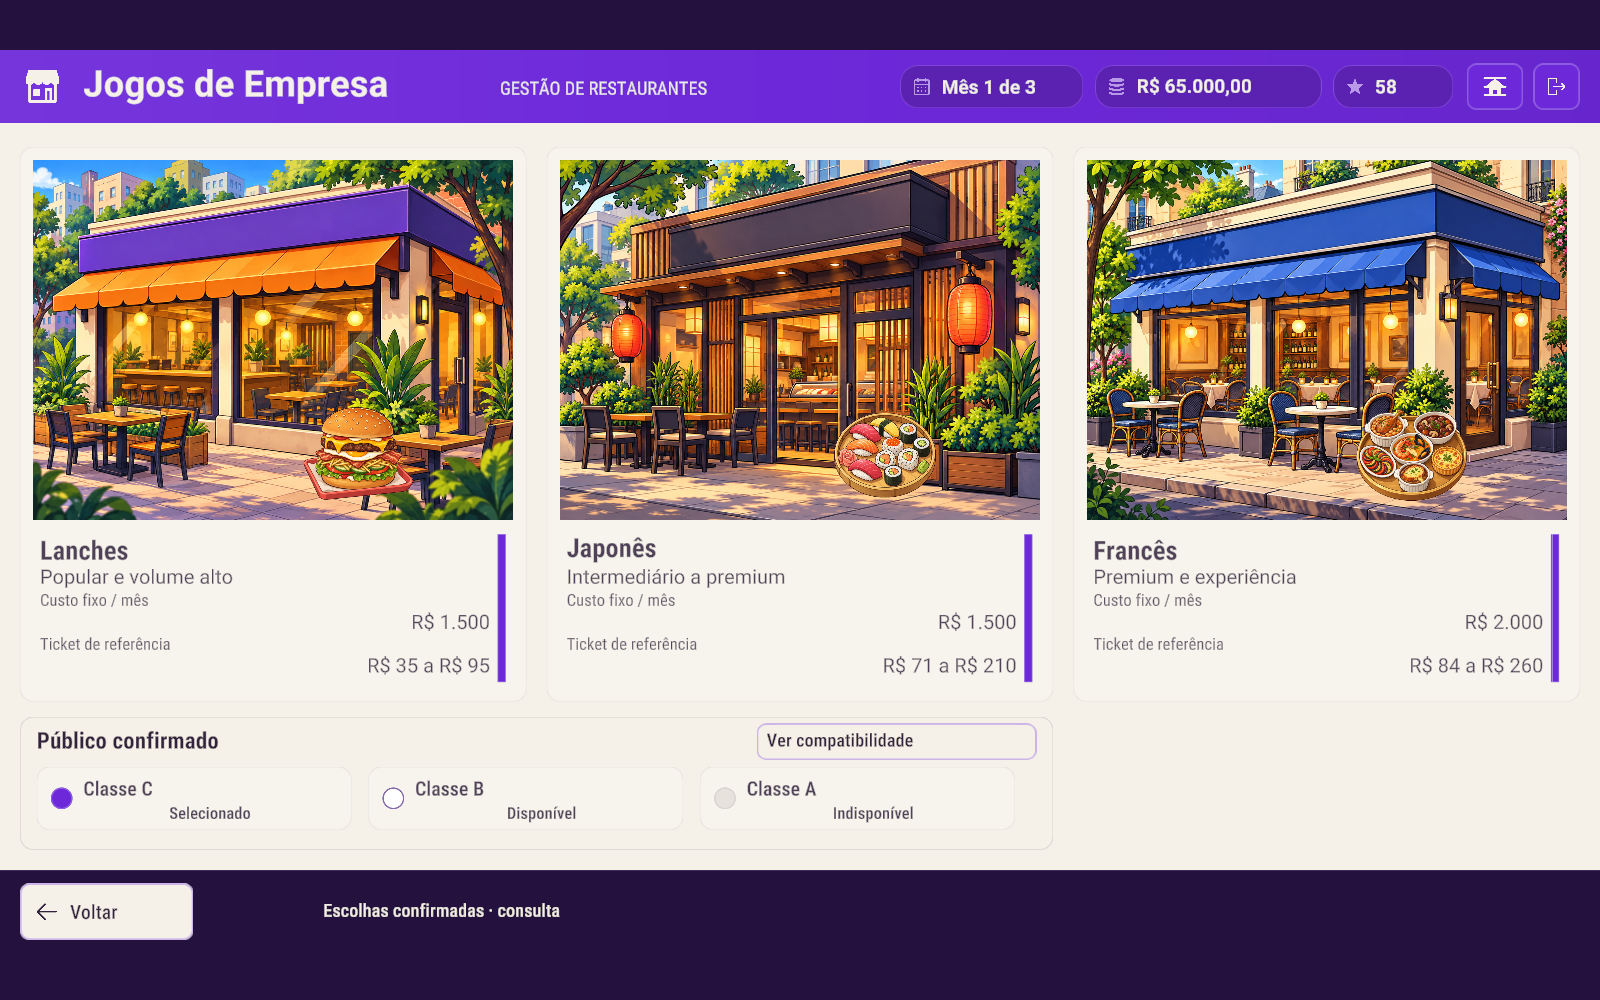 Jogos de Empresa
GESTÃO DE RESTAURANTES
Mês 1 de 3
R$ 65.000,00
58
Lanches
Popular e volume alto
Custo fixo / mês
R$ 1.500
Ticket de referência
R$ 35 a R$ 95
Japonês
Intermediário a premium
Custo fixo / mês
R$ 1.500
Ticket de referência
R$ 71 a R$ 210
Francês
Premium e experiência
Custo fixo / mês
R$ 2.000
Ticket de referência
R$ 84 a R$ 260
Público confirmado
Ver compatibilidade
Classe C
Selecionado
Classe B
Disponível
Classe A
Indisponível
Voltar
Escolhas confirmadas · consulta